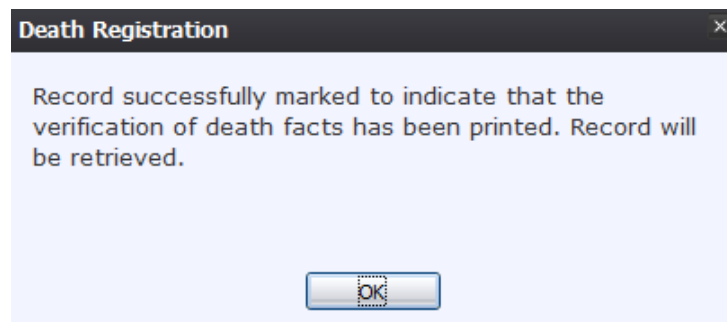 Death Registration
Record successfully marked to indicate that the
verification of death facts has been printed. Record will
be retrieved.
OK